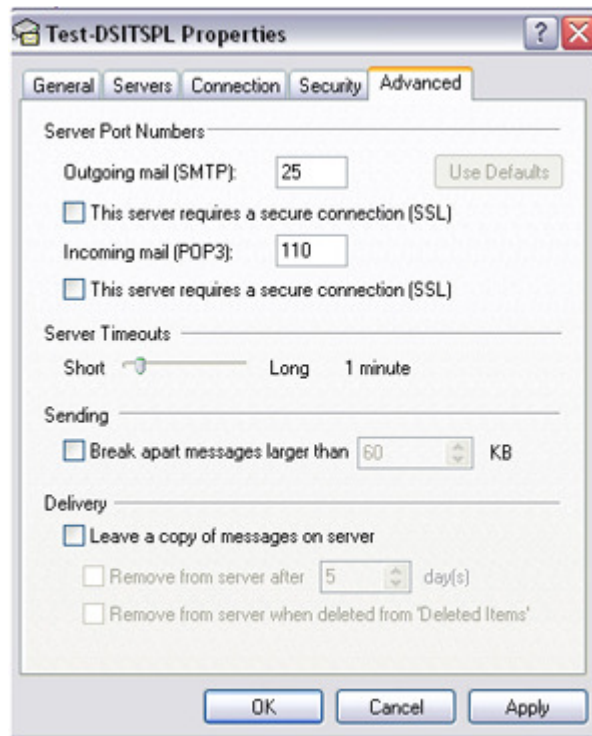 Test-DSITSPL Properties
General Servers Connection Security Advanced
Server Port Numbers
Outgoing mail (SMTP): 25 Use Defaults
This server requires a secure connection (SSL)
Incoming mail (POP3): 110
This server requires a secure connection (SSL)
Server Timeouts
Short Long 1 minute
Sending
Break apart messages larger than 60 KB
Delivery
Leave a copy of messages on server
Remove from server after 5 day(s)
Remove from server when deleted from 'Deleted Items'
OK Cancel Apply